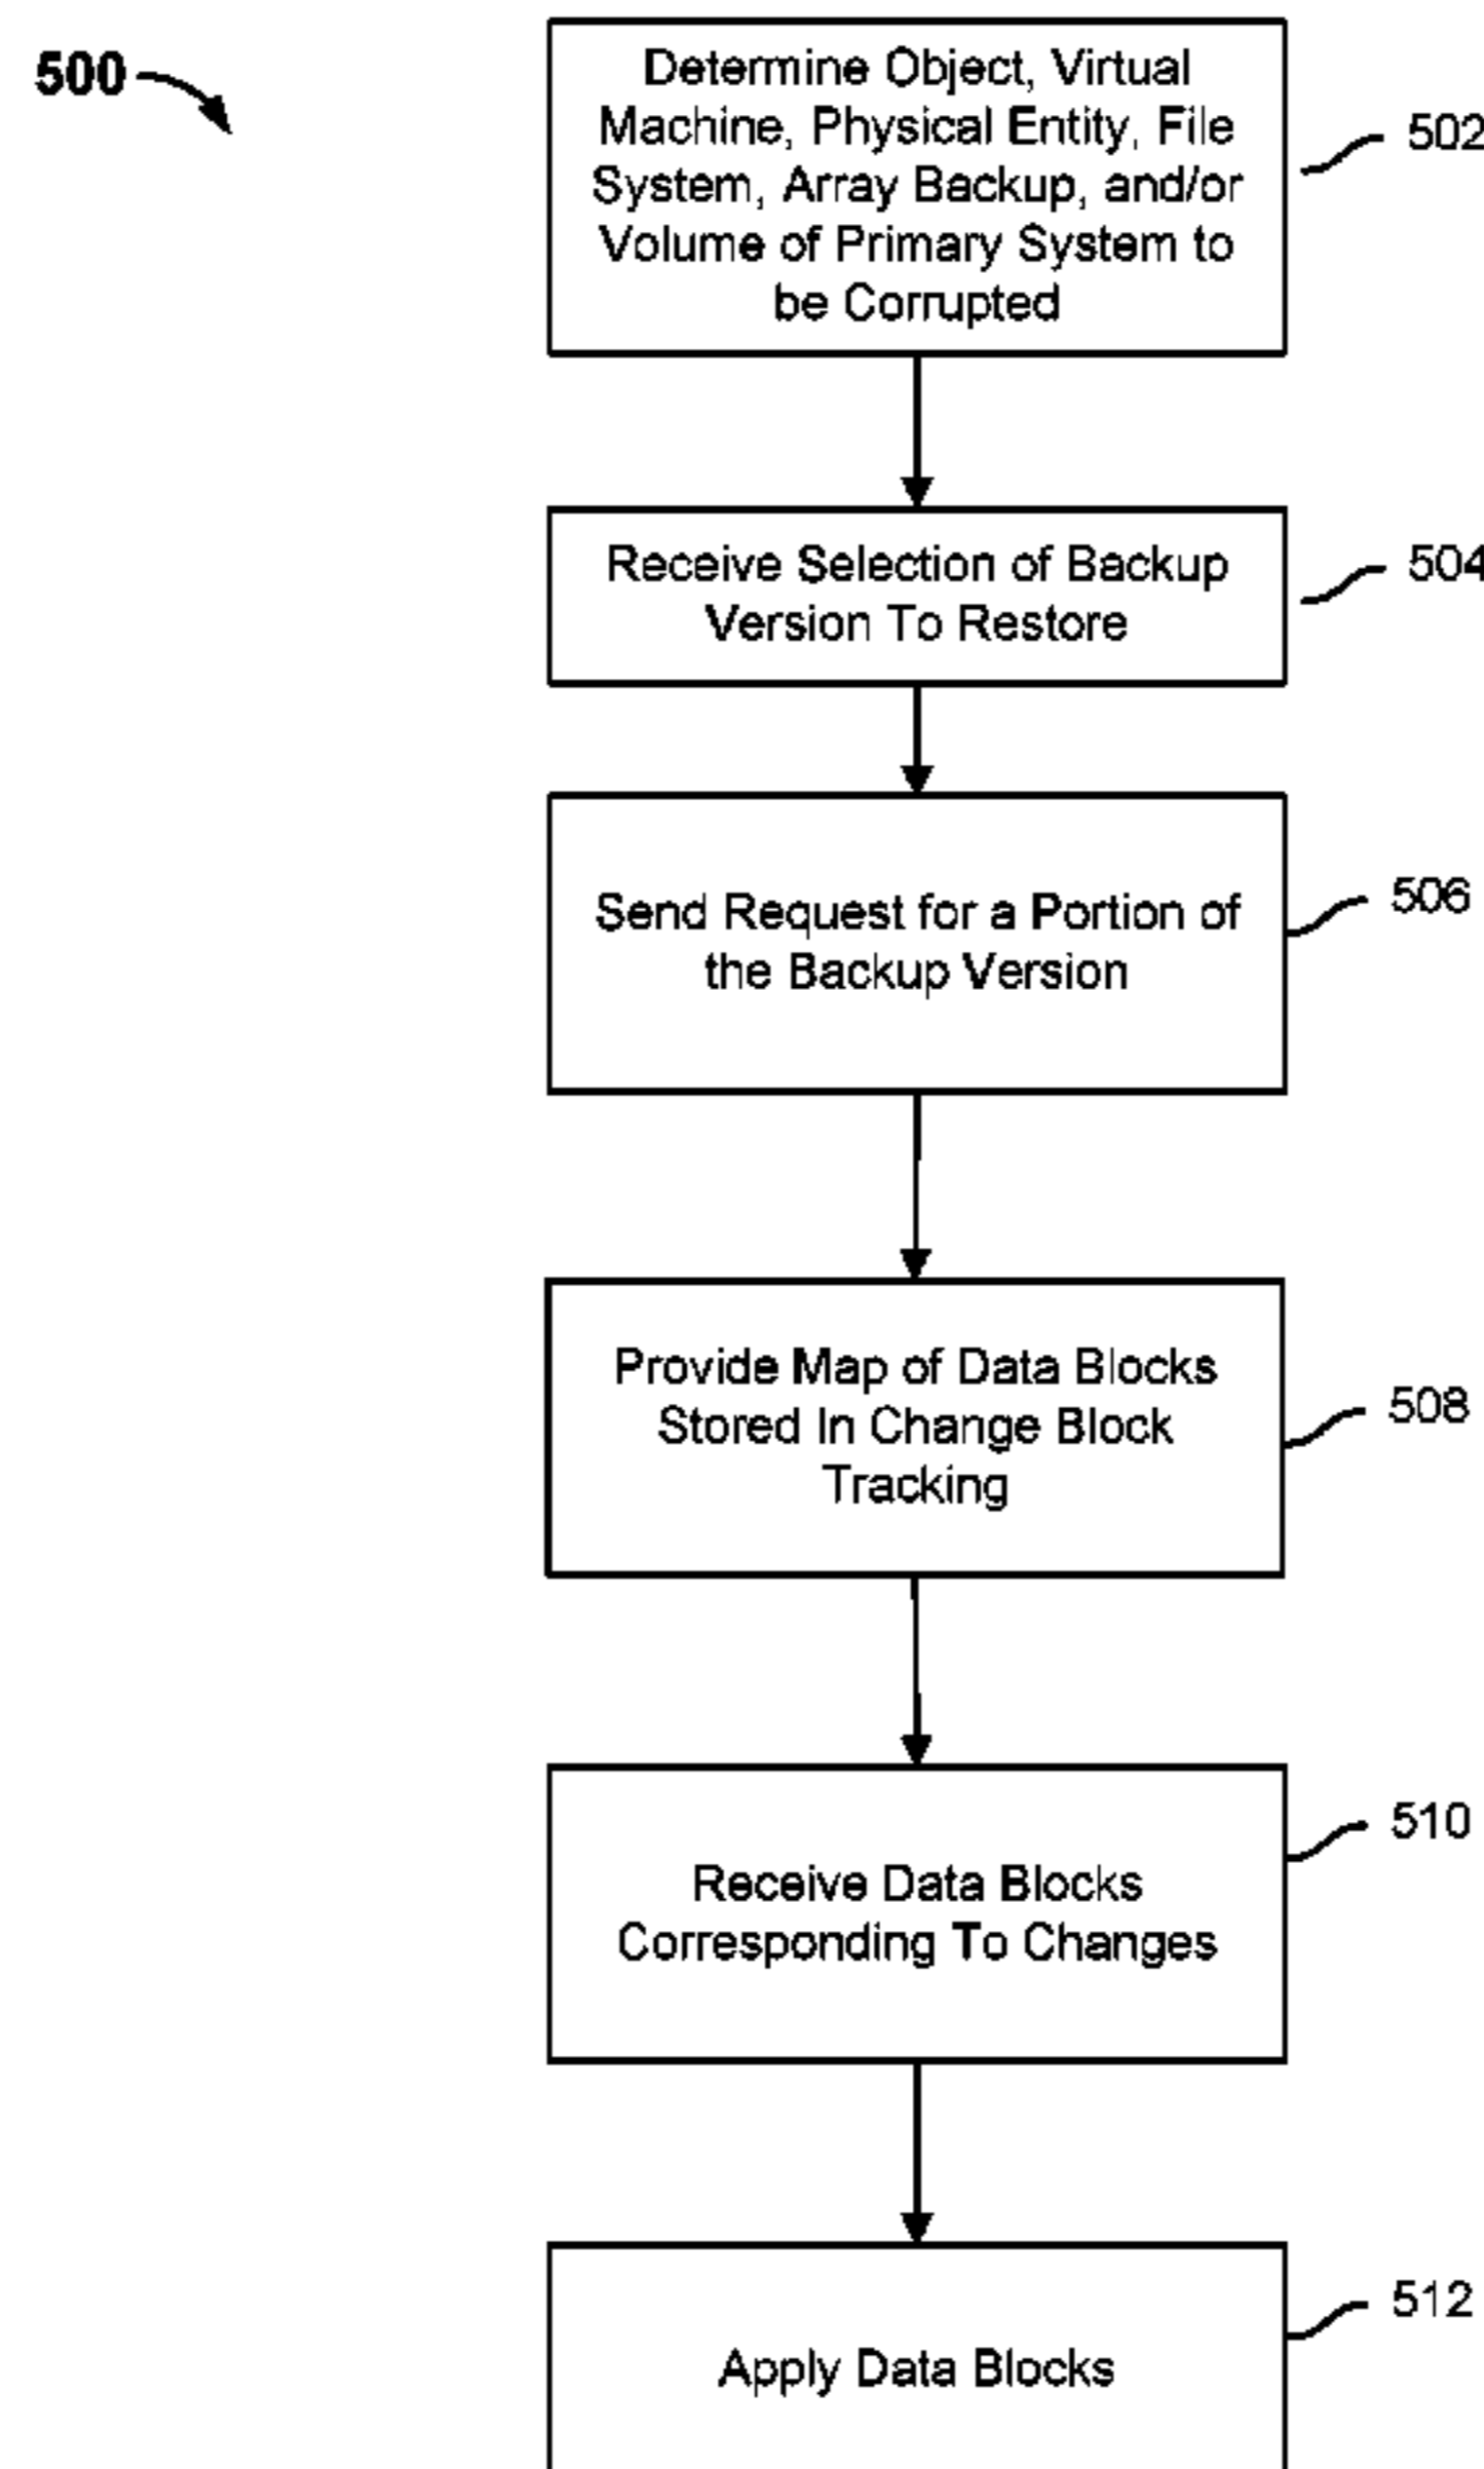 500
Determine Object, Virtual
Machine, Physical Entity, File
System, Array Backup, and/or
Volume of Primary System to
be Corrupted
502
Receive Selection of Backup
Version To Restore
504
Send Request for a Portion of
the Backup Version
506
Provide Map of Data Blocks
Stored In Change Block
Tracking
508
Receive Data Blocks
Corresponding To Changes
510
Apply Data Blocks
512